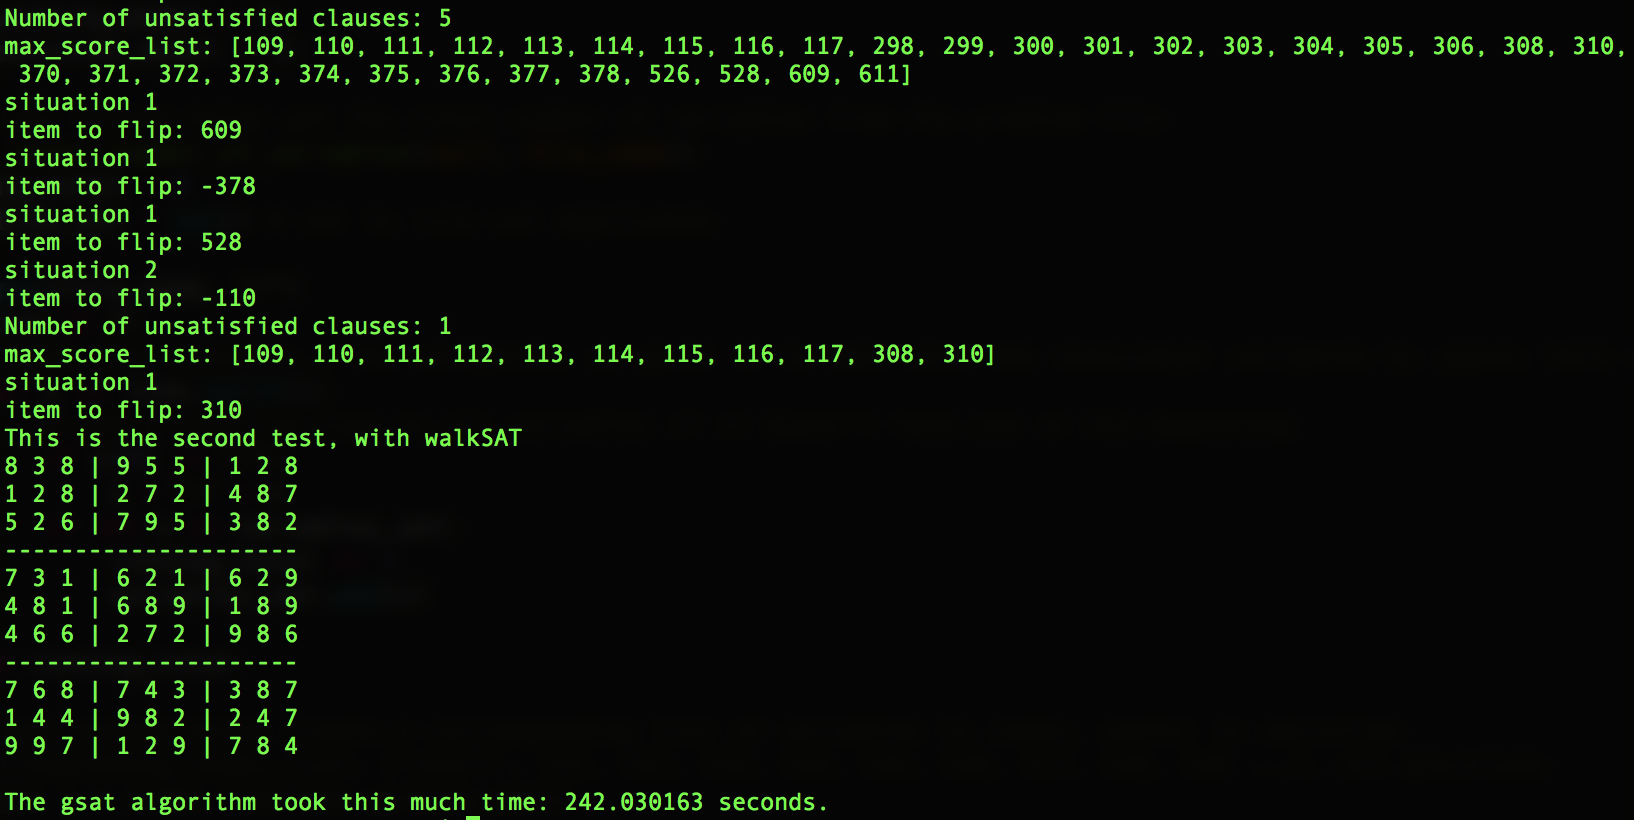 Number of unsatisfied clauses: 5
max_score_list: [109, 110, 111, 112, 113, 114, 115, 116, 117, 298, 299, 300, 301, 302, 303, 304, 305, 306, 308, 310,
370, 371, 372, 373, 374, 375, 376, 377, 378, 526, 528, 609, 611]
situation 1
item to flip: 609
situation 1
item to flip: -378
situation 1
item to flip: 528
situation 2
item to flip: -110
Number of unsatisfied clauses: 1
max_score_list: [109, 110, 111, 112, 113, 114, 115, 116, 117, 308, 310]
situation 1
item to flip: 310
This is the second test, with walkSAT
8 3 8 | 9 5 5 | 1 2 8
1 2 8 | 2 7 2 | 4 8 7
5 2 6 | 7 9 5 | 3 8 2
---------------------
7 3 1 | 6 2 1 | 6 2 9
4 8 1 | 6 8 9 | 1 8 9
4 6 6 | 2 7 2 | 9 8 6
---------------------
7 6 8 | 7 4 3 | 3 8 7
1 4 4 | 9 8 2 | 2 4 7
9 9 7 | 1 2 9 | 7 8 4
The gsat algorithm took this much time: 242.030163 seconds.